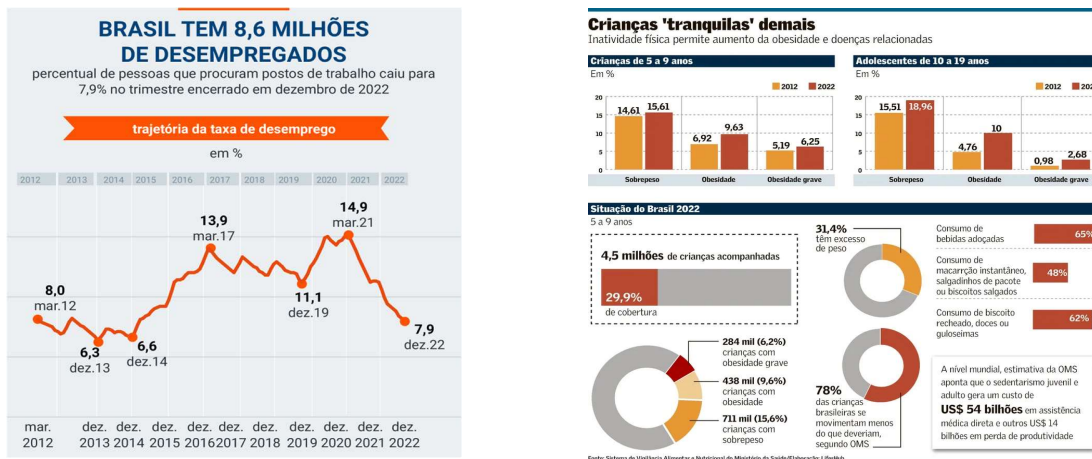 BRASIL TEM 8,6 MILHÕES
DE DESEMPREGADOS
percentual de pessoas que procuram postos de trabalho caiu para
7,9% no trimestre encerrado em dezembro de 2022
trajetória da taxa de desemprego
em %
2012 2013 2014 2015 2016 2017 2018 2019 2020 2021 2022
8,0
mar.12
6,3
dez.13
6,6
dez.14
13,9
mar.17
11,1
dez.19
14,9
mar.21
7,9
dez.22
mar. dez. dez. dez. dez. dez. dez. dez. dez. dez. dez.
2012 2013 2014 2015 2016 2017 2018 2019 2020 2021 2022
Crianças 'tranquilas' demais
Inatividade física permite aumento da obesidade e doenças relacionadas
Crianças de 5 a 9 anos
Em %
2012 2022
20
15
10
5
0
14,61 15,61
6,92 9,63
5,19 6,25
Sobrepeso Obesidade Obesidade grave
Adolescentes de 10 a 19 anos
Em %
2012 202
20
15
10
5
0
15,51 18,96
4,76 10
0,98 2,68
Sobrepeso Obesidade Obesidade grave
Situação do Brasil 2022
5 a 9 anos
4,5 milhões de crianças acompanhadas
29,9%
de cobertura
284 mil (6,2%)
crianças com
obesidade grave
438 mil (9,6%)
crianças com
obesidade
711 mil (15,6%)
crianças com
sobrepeso
31,4%
têm excesso
de peso
78%
das crianças
brasileiras se
movimentam menos
do que deveriam,
segundo OMS
Consumo de
bebidas adoçadas
65%
Consumo de
macarrção instantâneo,
salgadinhos de pacote
ou biscoitos salgados
48%
Consumo de biscoito
recheado, doces ou
guloseimas
62%
A nível mundial, estimativa da OMS
aponta que o sedentarismo juvenil e
adulto gera um custo de
US$ 54 bilhões em assistência
médica direta e outros US$ 14
bilhões em perda de produtividade
Fonte: Sistema de Vigilância Alimentar e Nutricional do Ministério da Saúde/Elaboração: